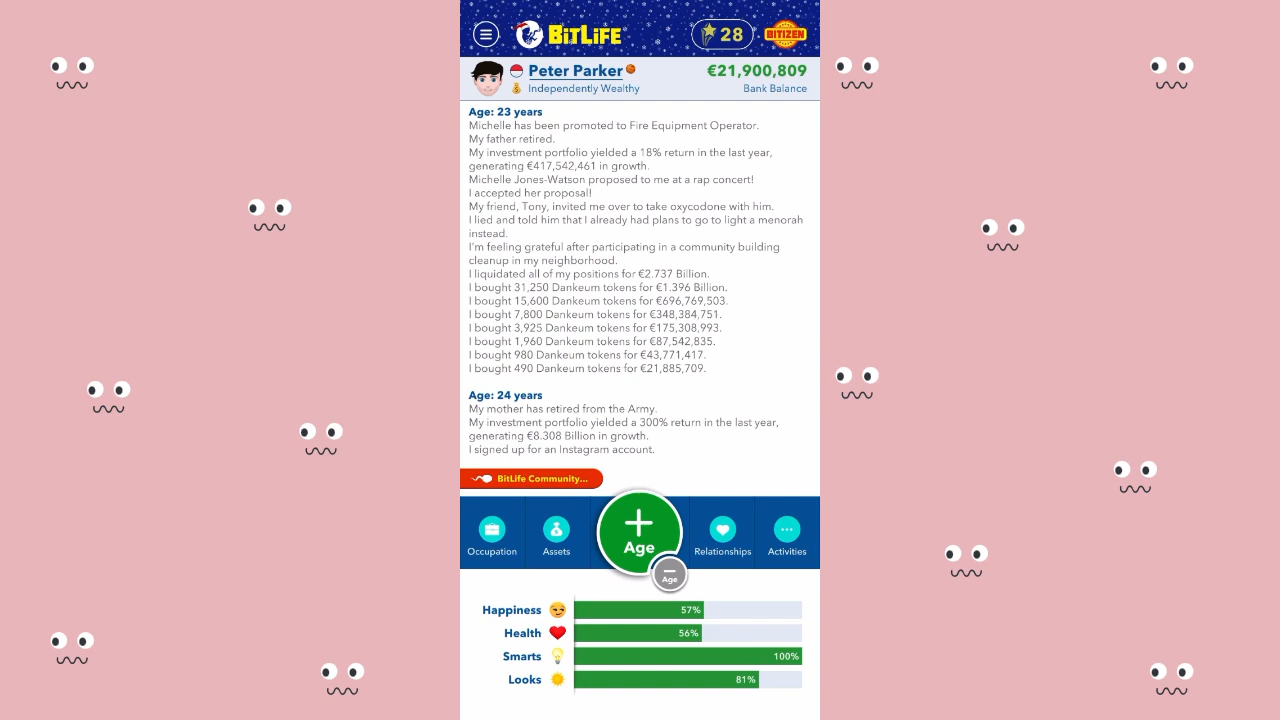 BitLife
28
BITIZEN
Peter Parker
€21,900,809
Independently Wealthy
Bank Balance
Age: 23 years
Michelle has been promoted to Fire Equipment Operator.
My father retired.
My investment portfolio yielded a 18% return in the last year,
generating €417,542,461 in growth.
Michelle Jones-Watson proposed to me at a rap concert!
I accepted her proposal!
My friend, Tony, invited me over to take oxycodone with him.
I lied and told him that I already had plans to go to light a menorah
instead.
I'm feeling grateful after participating in a community building
cleanup in my neighborhood.
I liquidated all of my positions for €2.737 Billion.
I bought 31,250 Dankeum tokens for €1.396 Billion.
I bought 15,600 Dankeum tokens for €696,769,503.
I bought 7,800 Dankeum tokens for €348,384,751.
I bought 3,925 Dankeum tokens for €175,308,993.
I bought 1,960 Dankeum tokens for €87,542,835.
I bought 980 Dankeum tokens for €43,771,417.
I bought 490 Dankeum tokens for €21,885,709.
Age: 24 years
My mother has retired from the Army.
My investment portfolio yielded a 300% return in the last year,
generating €8.308 Billion in growth.
I signed up for an Instagram account.
BitLife Community...
Occupation
Assets
Age
Relationships
Activities
Age
Happiness 57%
Health 56%
Smarts 100%
Looks 81%